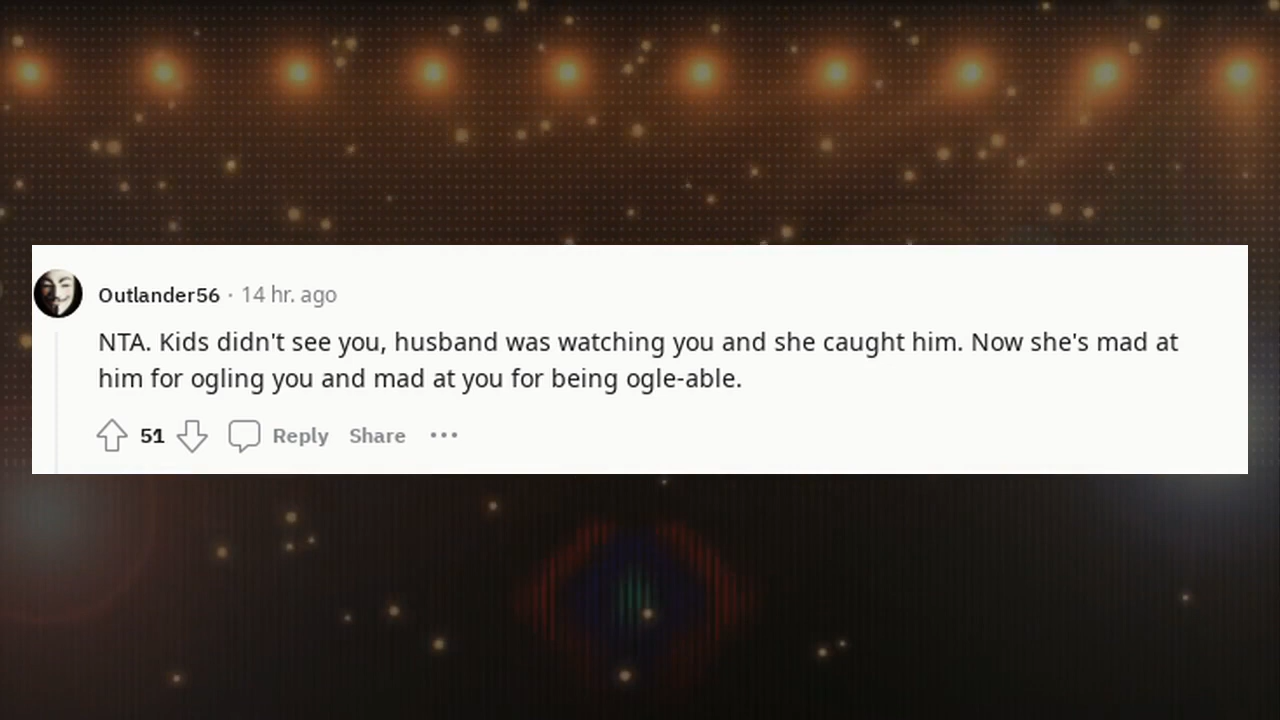 Outlander56 · 14 hr. ago
NTA. Kids didn't see you, husband was watching you and she caught him. Now she's mad at
him for ogling you and mad at you for being ogle-able.
51 Reply Share •••